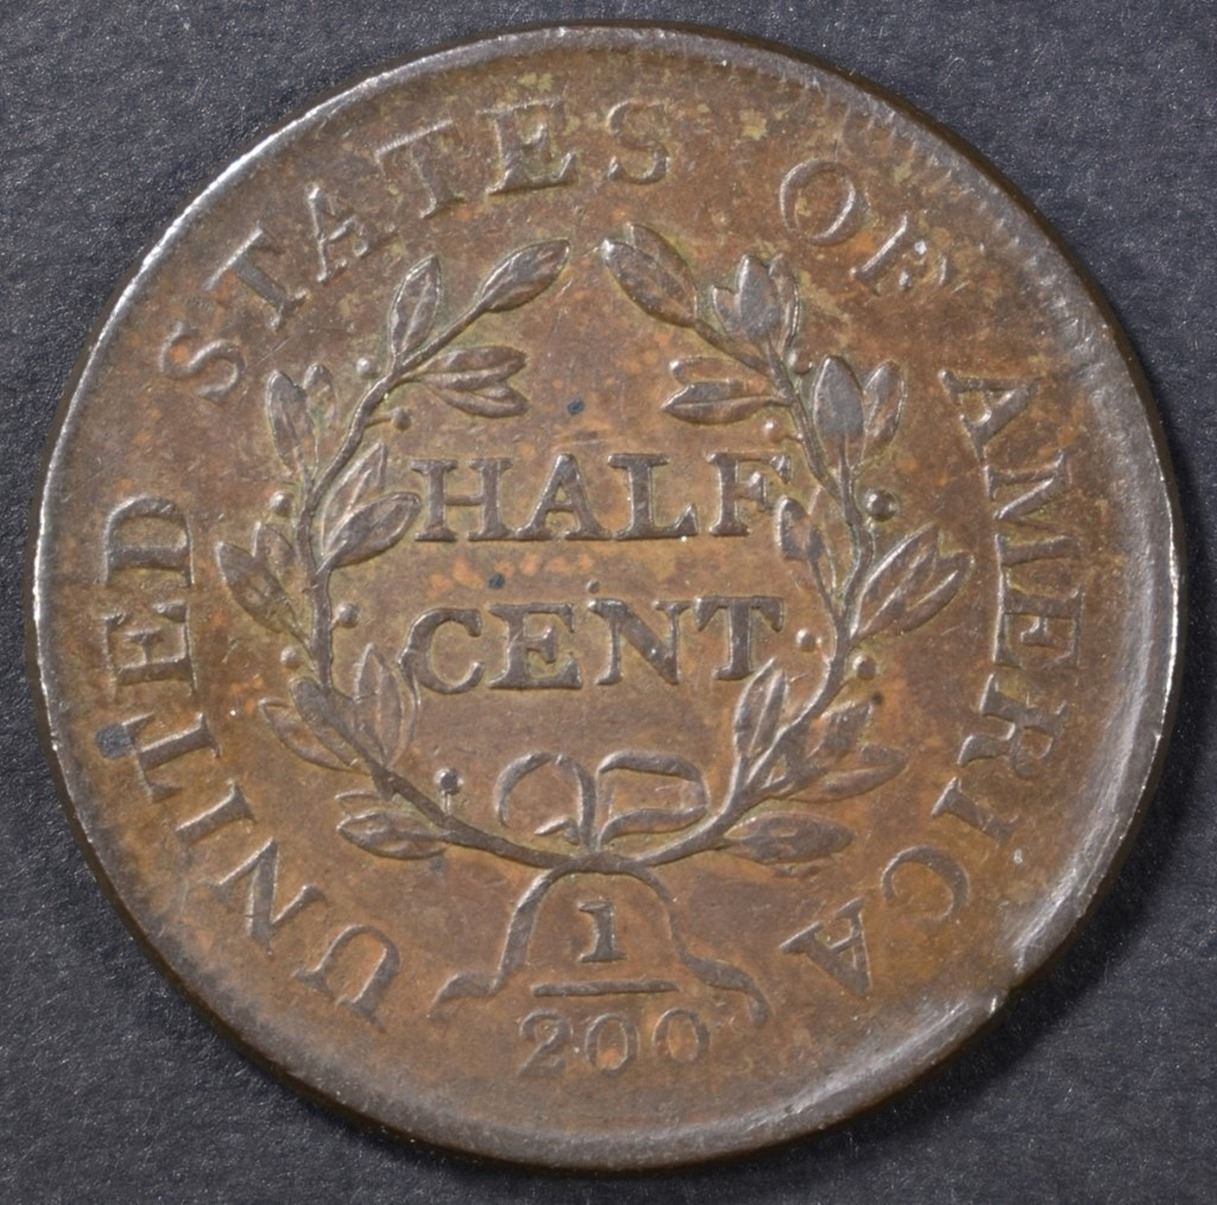 UNITED STATES OF AMERICA
HALF
CENT
1
200